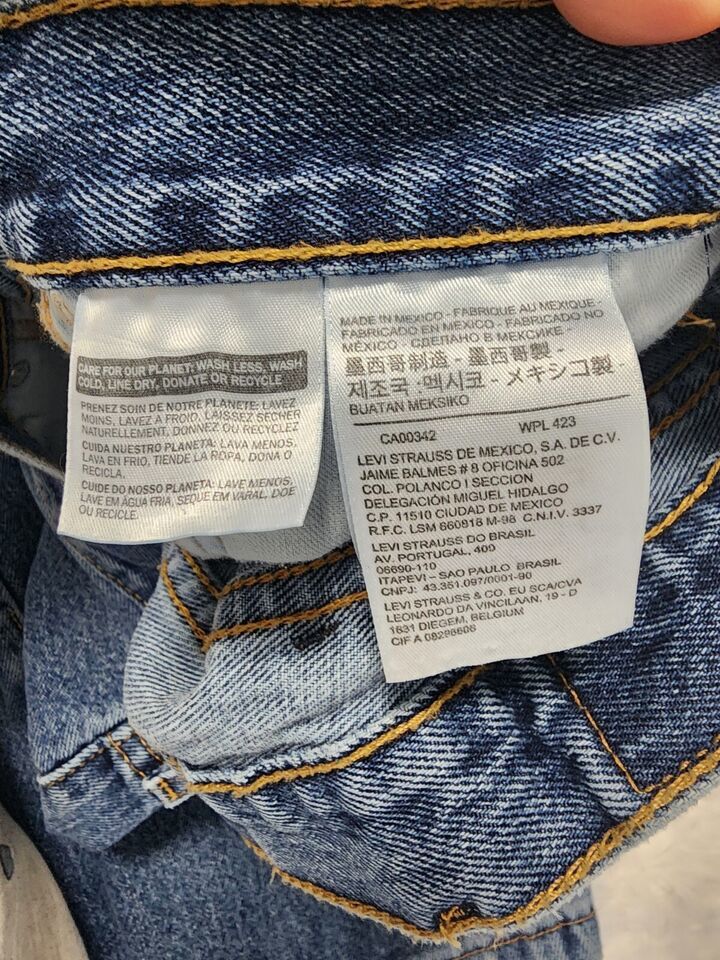 CARE FOR OUR PLANET: WASH LESS, WASH
COLD, LINE DRY, DONATE OR RECYCLE
PRENEZ SOIN DE NOTRE PLANÈTE: LAVEZ
MOINS, LAVEZ A FROID, LAISSEZ SÉCHER
NATURELLEMENT, DONNEZ OU RECYCLEZ
CUIDA NUESTRO PLANETA: LAVA MENOS,
LAVA EN FRIO, TIENDE LA ROPA, DONA O
RECICLA.
CUIDE DO NOSSO PLANETA: LAVE MENOS,
LAVE EM ÁGUA FRIA, SEQUE EM VARAL, DOE
OU RECICLE.
MADE IN MEXICO - FABRIQUE AU MEXIQUE -
FABRICADO EN MEXICO - FABRICADO NO
MÉXICO - СДЕЛАНО В МЕКСИКЕ -
墨西哥制造 - 墨西哥製 -
제조국 :멕시코 - メキシコ製 -
BUATAN MEKSIKO
CA00342 WPL 423
LEVI STRAUSS DE MEXICO, S.A. DE C.V.
JAIME BALMES # 8 OFICINA 502
COL. POLANCO I SECCION
DELEGACIÓN MIGUEL HIDALGO
C.P. 11510 CIUDAD DE MEXICO
R.F.C. LSM 660818 M-98 C.N.I.V. 3337
LEVI STRAUSS DO BRASIL
AV. PORTUGAL, 400
06690-110
ITAPEVI – SAO PAULO BRASIL
CNPJ: 43.351.097/0001-90
LEVI STRAUSS & CO. EU SCA/CVA
LEONARDO DA VINCILAAN, 19 - D
1831 DIEGEM, BELGIUM
CIF A 08298606